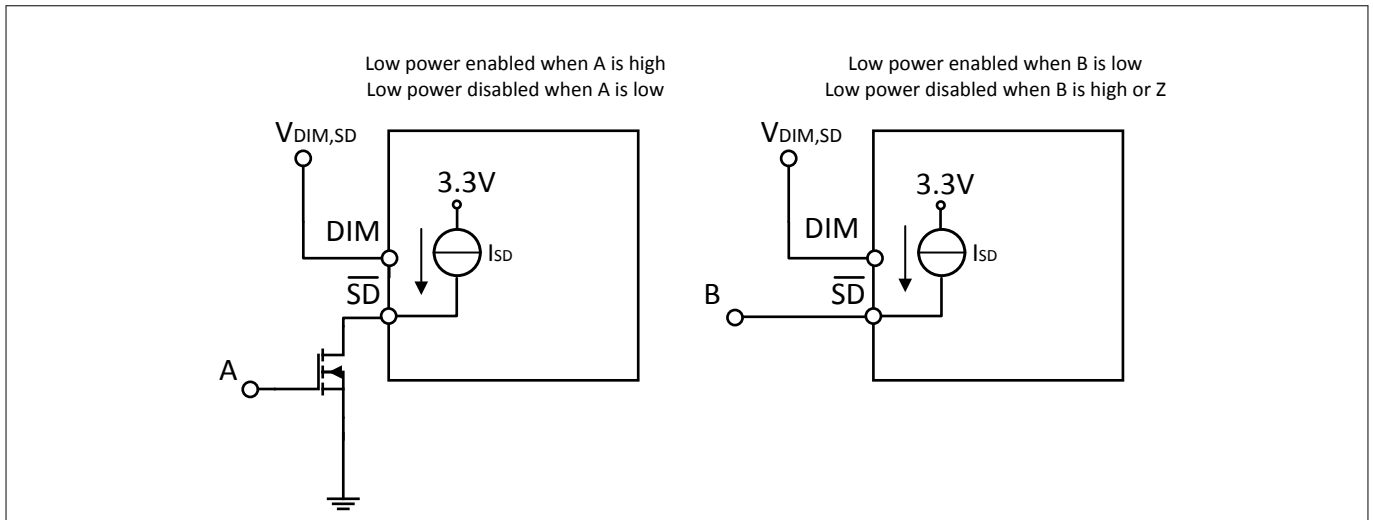 Low power enabled when A is high
Low power disabled when A is low
VDIM,SD
3.3V
DIM
ISD
SD
A
Low power enabled when B is low
Low power disabled when B is high or Z
VDIM,SD
3.3V
DIM
ISD
B
SD